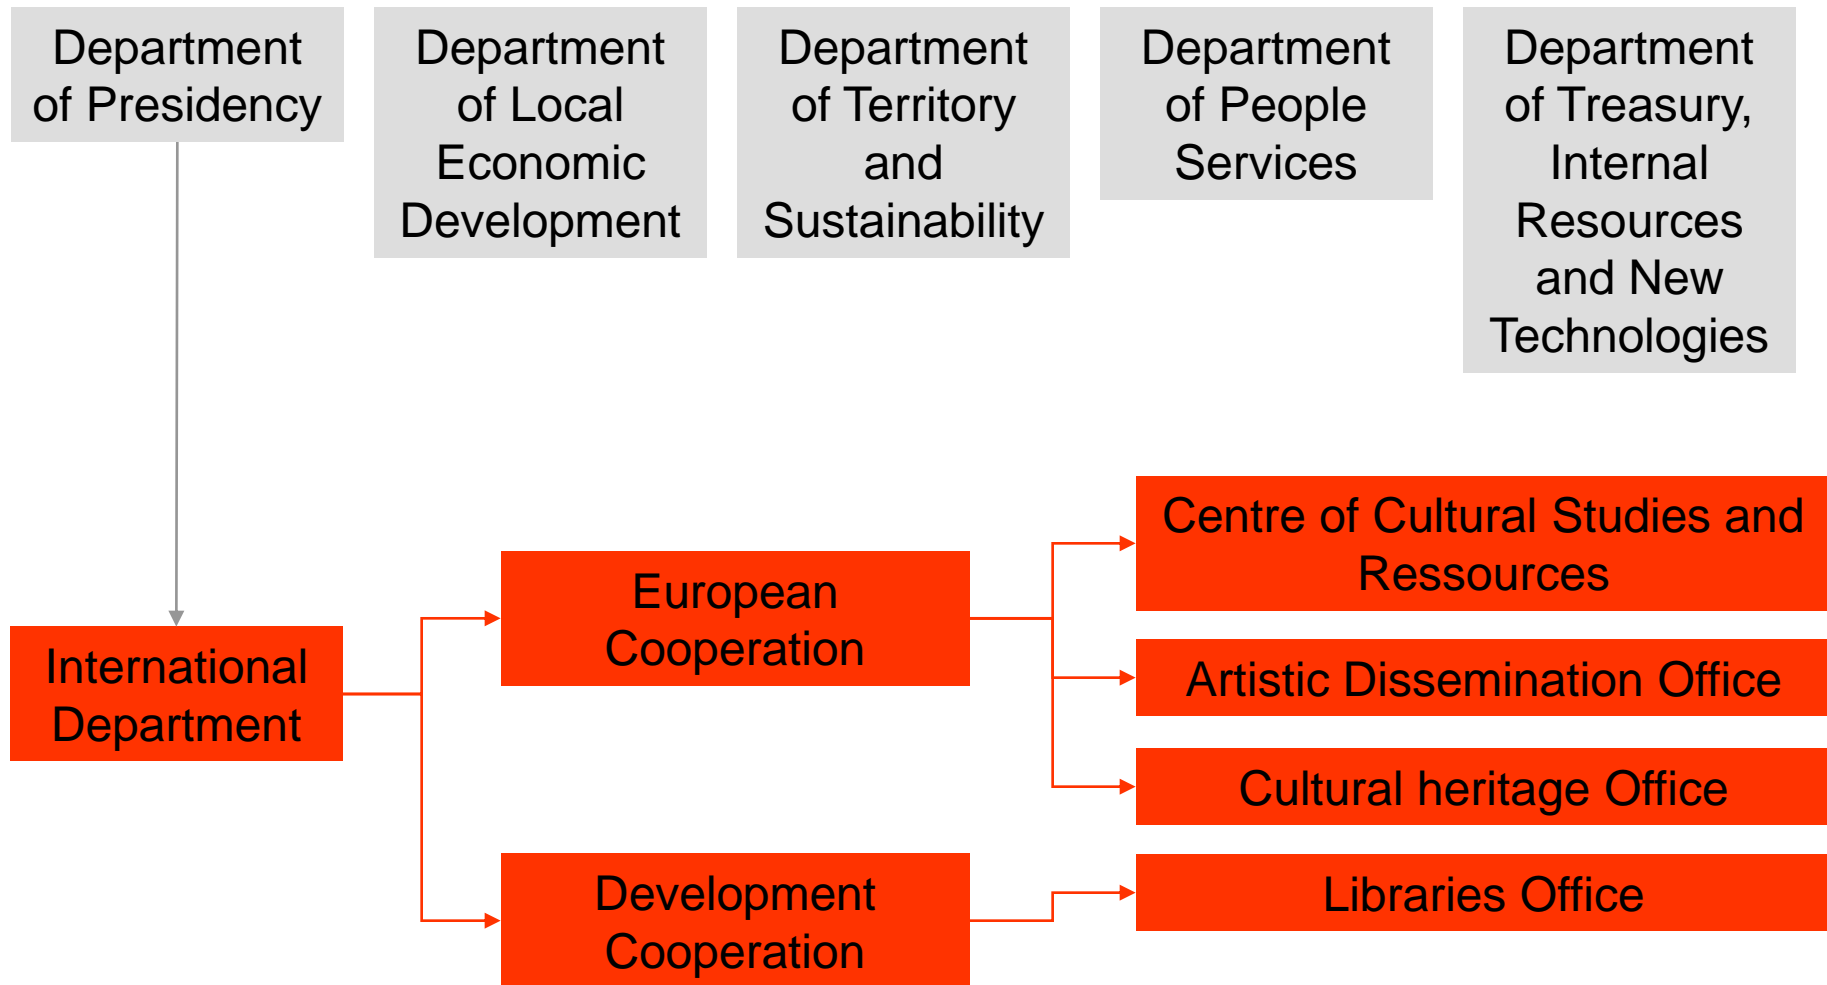 Department
of Presidency
Department
of Local
Economic
Development
Department
of Territory
and
Sustainability
Department
of People
Services
Department
of Treasury,
Internal
Resources
and New
Technologies
International
Department
European
Cooperation
Development
Cooperation
Centre of Cultural Studies and
Ressources
Artistic Dissemination Office
Cultural heritage Office
Libraries Office